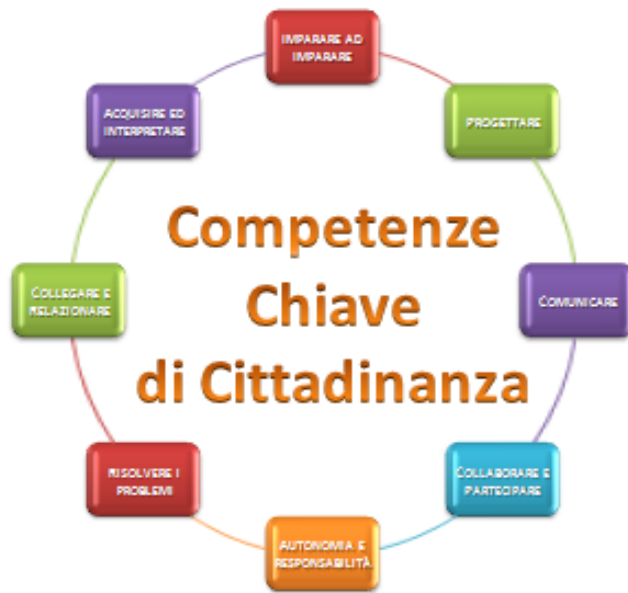 IMPARARE AD
IMPARARE
PROGETTARE
COMUNICARE
COLLABORARE E
PARTECIPARE
AUTONOMIA E
RESPONSABILITÀ
RISOLVERE I
PROBLEMI
COLLEGARE E
RELAZIONARE
ACQUISIRE ED
INTERPRETARE
Competenze
Chiave
di Cittadinanza